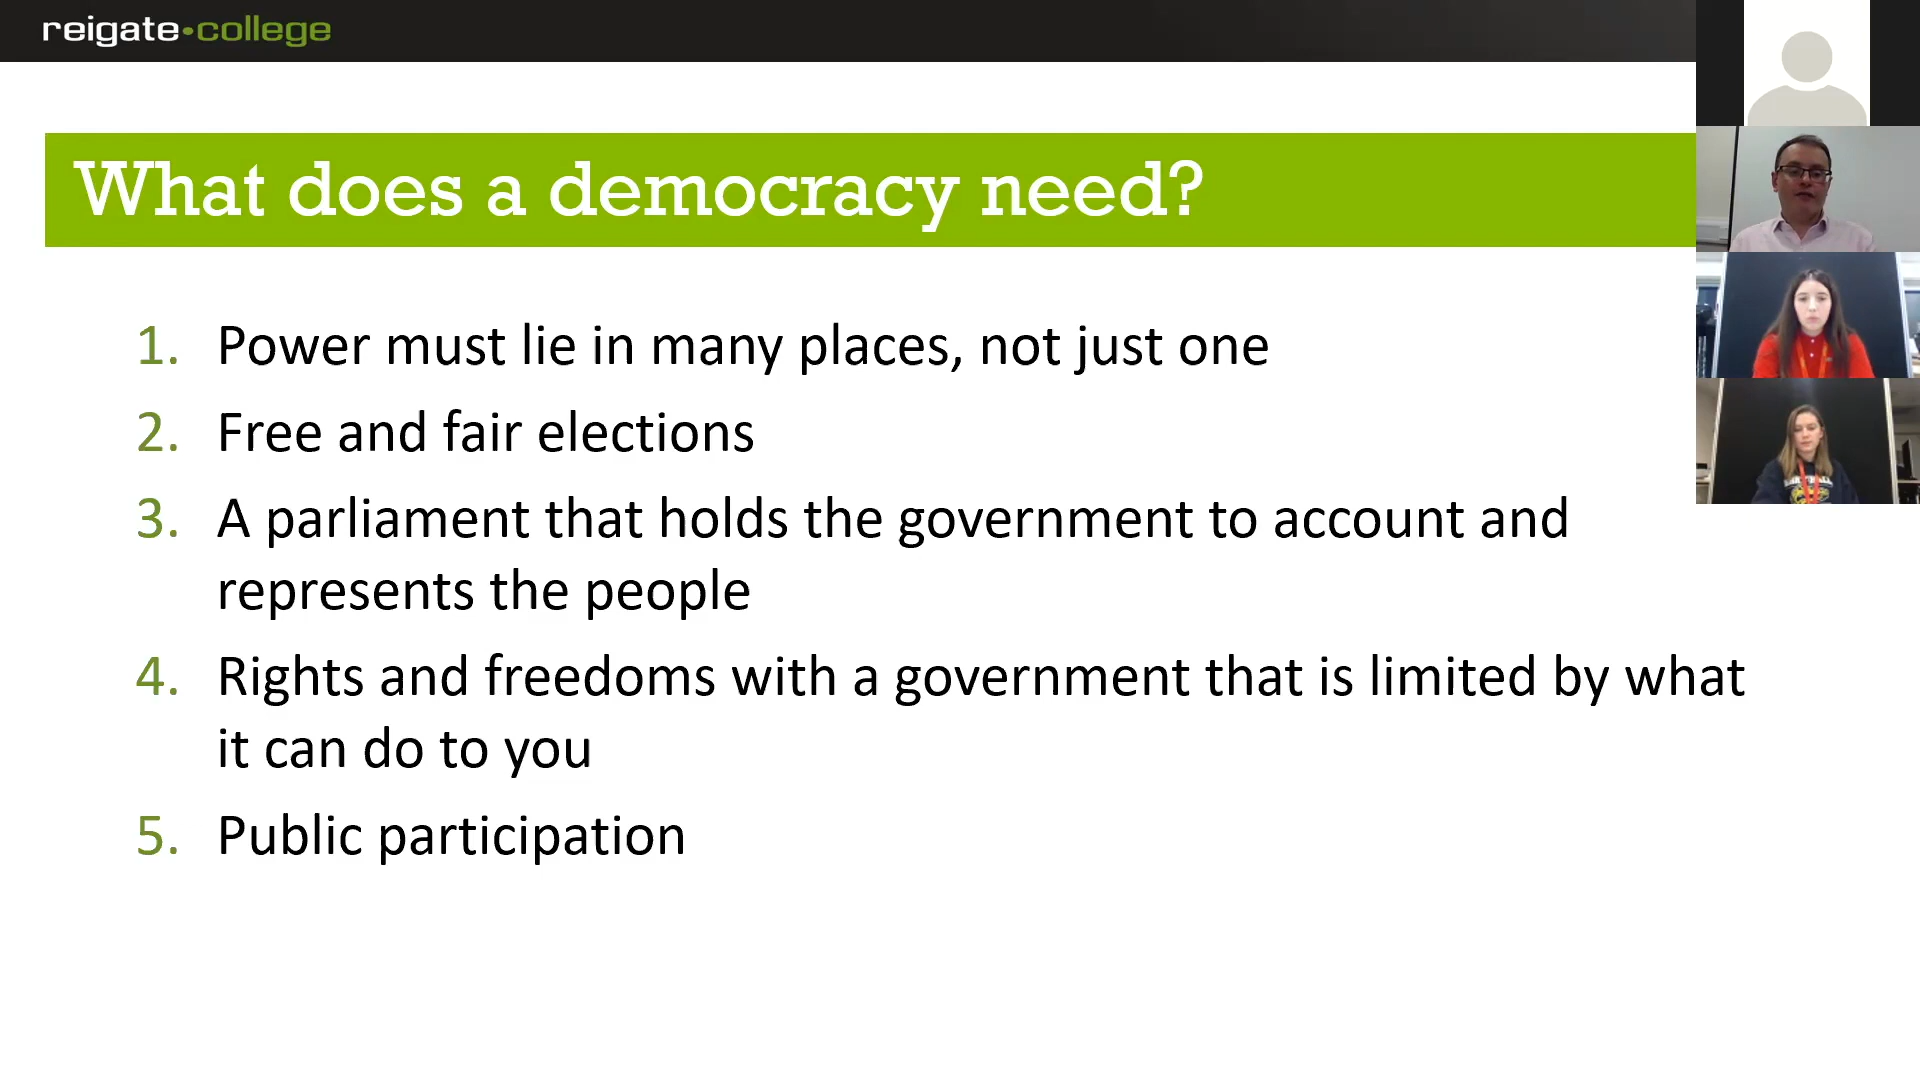 reigate•college
What does a democracy need?
1. Power must lie in many places, not just one
2. Free and fair elections
3. A parliament that holds the government to account and
represents the people
4. Rights and freedoms with a government that is limited by what
it can do to you
5. Public participation